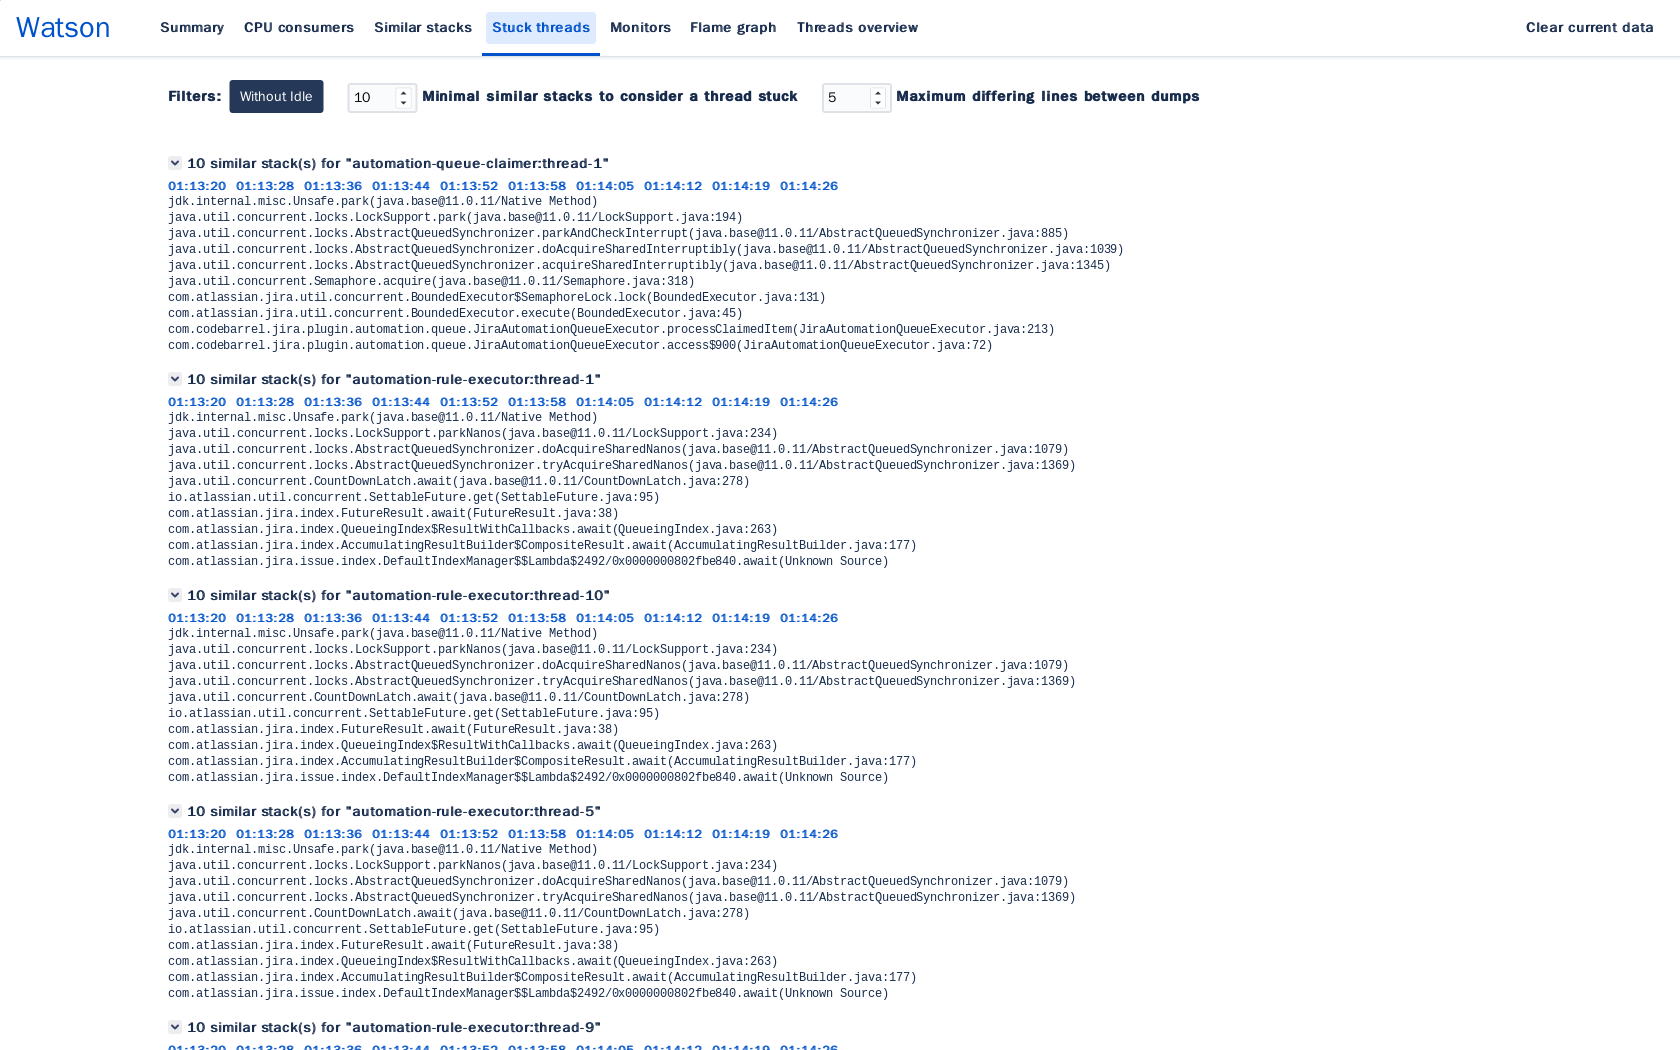 Watson Summary CPU consumers Similar stacks Stuck threads Monitors Flame graph Threads overview Clear current data
Filters: Without Idle 10 Minimal similar stacks to consider a thread stuck 5 Maximum differing lines between dumps
10 similar stack(s) for "automation-queue-claimer:thread-1"
01:13:20 01:13:28 01:13:36 01:13:44 01:13:52 01:13:58 01:14:05 01:14:12 01:14:19 01:14:26
jdk.internal.misc.Unsafe.park(java.base@11.0.11/Native Method)
java.util.concurrent.locks.LockSupport.park(java.base@11.0.11/LockSupport.java:194)
java.util.concurrent.locks.AbstractQueuedSynchronizer.parkAndCheckInterrupt(java.base@11.0.11/AbstractQueuedSynchronizer.java:885)
java.util.concurrent.locks.AbstractQueuedSynchronizer.doAcquireSharedInterruptibly(java.base@11.0.11/AbstractQueuedSynchronizer.java:1039)
java.util.concurrent.locks.AbstractQueuedSynchronizer.acquireSharedInterruptibly(java.base@11.0.11/AbstractQueuedSynchronizer.java:1345)
java.util.concurrent.Semaphore.acquire(java.base@11.0.11/Semaphore.java:318)
com.atlassian.jira.util.concurrent.BoundedExecutor$SemaphoreLock.lock(BoundedExecutor.java:131)
com.atlassian.jira.util.concurrent.BoundedExecutor.execute(BoundedExecutor.java:45)
com.codebarrel.jira.plugin.automation.queue.JiraAutomationQueueExecutor.processClaimedItem(JiraAutomationQueueExecutor.java:213)
com.codebarrel.jira.plugin.automation.queue.JiraAutomationQueueExecutor.access$900(JiraAutomationQueueExecutor.java:72)
10 similar stack(s) for "automation-rule-executor:thread-1"
01:13:20 01:13:28 01:13:36 01:13:44 01:13:52 01:13:58 01:14:05 01:14:12 01:14:19 01:14:26
jdk.internal.misc.Unsafe.park(java.base@11.0.11/Native Method)
java.util.concurrent.locks.LockSupport.parkNanos(java.base@11.0.11/LockSupport.java:234)
java.util.concurrent.locks.AbstractQueuedSynchronizer.doAcquireSharedNanos(java.base@11.0.11/AbstractQueuedSynchronizer.java:1079)
java.util.concurrent.locks.AbstractQueuedSynchronizer.tryAcquireSharedNanos(java.base@11.0.11/AbstractQueuedSynchronizer.java:1369)
java.util.concurrent.CountDownLatch.await(java.base@11.0.11/CountDownLatch.java:278)
io.atlassian.util.concurrent.SettableFuture.get(SettableFuture.java:95)
com.atlassian.jira.index.FutureResult.await(FutureResult.java:38)
com.atlassian.jira.index.QueueingIndex$ResultWithCallbacks.await(QueueingIndex.java:263)
com.atlassian.jira.index.AccumulatingResultBuilder$CompositeResult.await(AccumulatingResultBuilder.java:177)
com.atlassian.jira.issue.index.DefaultIndexManager$$Lambda$2492/0x0000000802fbe840.await(Unknown Source)
10 similar stack(s) for "automation-rule-executor:thread-10"
01:13:20 01:13:28 01:13:36 01:13:44 01:13:52 01:13:58 01:14:05 01:14:12 01:14:19 01:14:26
jdk.internal.misc.Unsafe.park(java.base@11.0.11/Native Method)
java.util.concurrent.locks.LockSupport.parkNanos(java.base@11.0.11/LockSupport.java:234)
java.util.concurrent.locks.AbstractQueuedSynchronizer.doAcquireSharedNanos(java.base@11.0.11/AbstractQueuedSynchronizer.java:1079)
java.util.concurrent.locks.AbstractQueuedSynchronizer.tryAcquireSharedNanos(java.base@11.0.11/AbstractQueuedSynchronizer.java:1369)
java.util.concurrent.CountDownLatch.await(java.base@11.0.11/CountDownLatch.java:278)
io.atlassian.util.concurrent.SettableFuture.get(SettableFuture.java:95)
com.atlassian.jira.index.FutureResult.await(FutureResult.java:38)
com.atlassian.jira.index.QueueingIndex$ResultWithCallbacks.await(QueueingIndex.java:263)
com.atlassian.jira.index.AccumulatingResultBuilder$CompositeResult.await(AccumulatingResultBuilder.java:177)
com.atlassian.jira.issue.index.DefaultIndexManager$$Lambda$2492/0x0000000802fbe840.await(Unknown Source)
10 similar stack(s) for "automation-rule-executor:thread-5"
01:13:20 01:13:28 01:13:36 01:13:44 01:13:52 01:13:58 01:14:05 01:14:12 01:14:19 01:14:26
jdk.internal.misc.Unsafe.park(java.base@11.0.11/Native Method)
java.util.concurrent.locks.LockSupport.parkNanos(java.base@11.0.11/LockSupport.java:234)
java.util.concurrent.locks.AbstractQueuedSynchronizer.doAcquireSharedNanos(java.base@11.0.11/AbstractQueuedSynchronizer.java:1079)
java.util.concurrent.locks.AbstractQueuedSynchronizer.tryAcquireSharedNanos(java.base@11.0.11/AbstractQueuedSynchronizer.java:1369)
java.util.concurrent.CountDownLatch.await(java.base@11.0.11/CountDownLatch.java:278)
io.atlassian.util.concurrent.SettableFuture.get(SettableFuture.java:95)
com.atlassian.jira.index.FutureResult.await(FutureResult.java:38)
com.atlassian.jira.index.QueueingIndex$ResultWithCallbacks.await(QueueingIndex.java:263)
com.atlassian.jira.index.AccumulatingResultBuilder$CompositeResult.await(AccumulatingResultBuilder.java:177)
com.atlassian.jira.issue.index.DefaultIndexManager$$Lambda$2492/0x0000000802fbe840.await(Unknown Source)
10 similar stack(s) for "automation-rule-executor:thread-9"
01:13:20 01:13:28 01:13:36 01:13:44 01:13:52 01:13:58 01:14:05 01:14:12 01:14:19 01:14:26